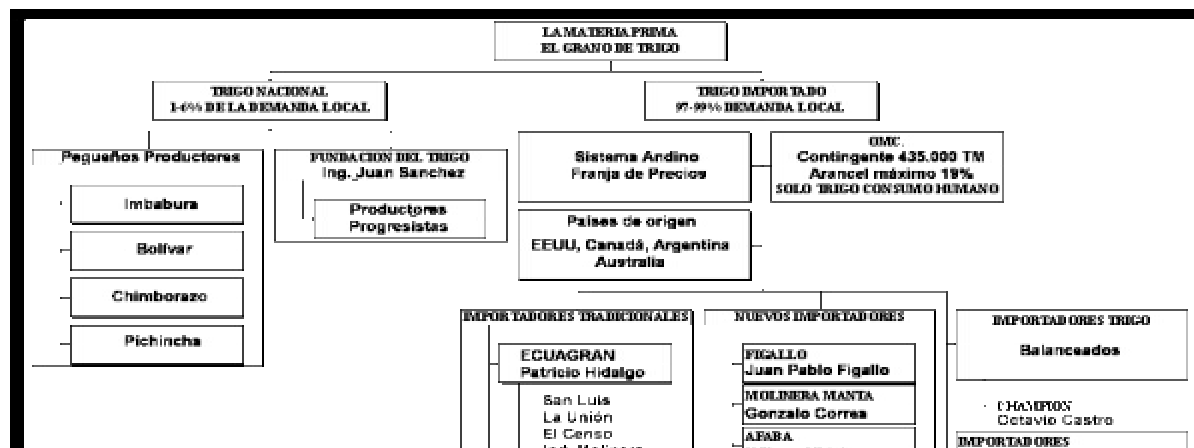 LA MATERIA PRIMA
EL GRANO DE TRIGO
TRIGO NACIONAL
1-6% DE LA DEMANDA LOCAL
TRIGO IMPORTADO
97-99% DEMANDA LOCAL
Pequeños Productores
Imbabura
Bolívar
Chimborazo
Pichincha
FUNDACION DEL TRIGO
Ing. Juan Sanchez
Productores
Progresistas
Sistema Andino
Franja de Precios
OMC.
Contingente 435.000 TM
Arancel máximo 19%
SOLO TRIGO CONSUMO HUMANO
Países de origen
EEUU, Canadá, Argentina
Australia
IMPORTADORES TRADICIONALES
ECUAGRAN
Patricio Hidalgo
San Luis
La Unión
El Censo
NUEVOS IMPORTADORES
FIGALLO
Juan Pablo Figallo
MOLINERA MANTA
Gonzalo Correa
AFABA
IMPORTADORES TRIGO
Balanceados
CHAMPION
Octavio Castro
IMPORTADORES